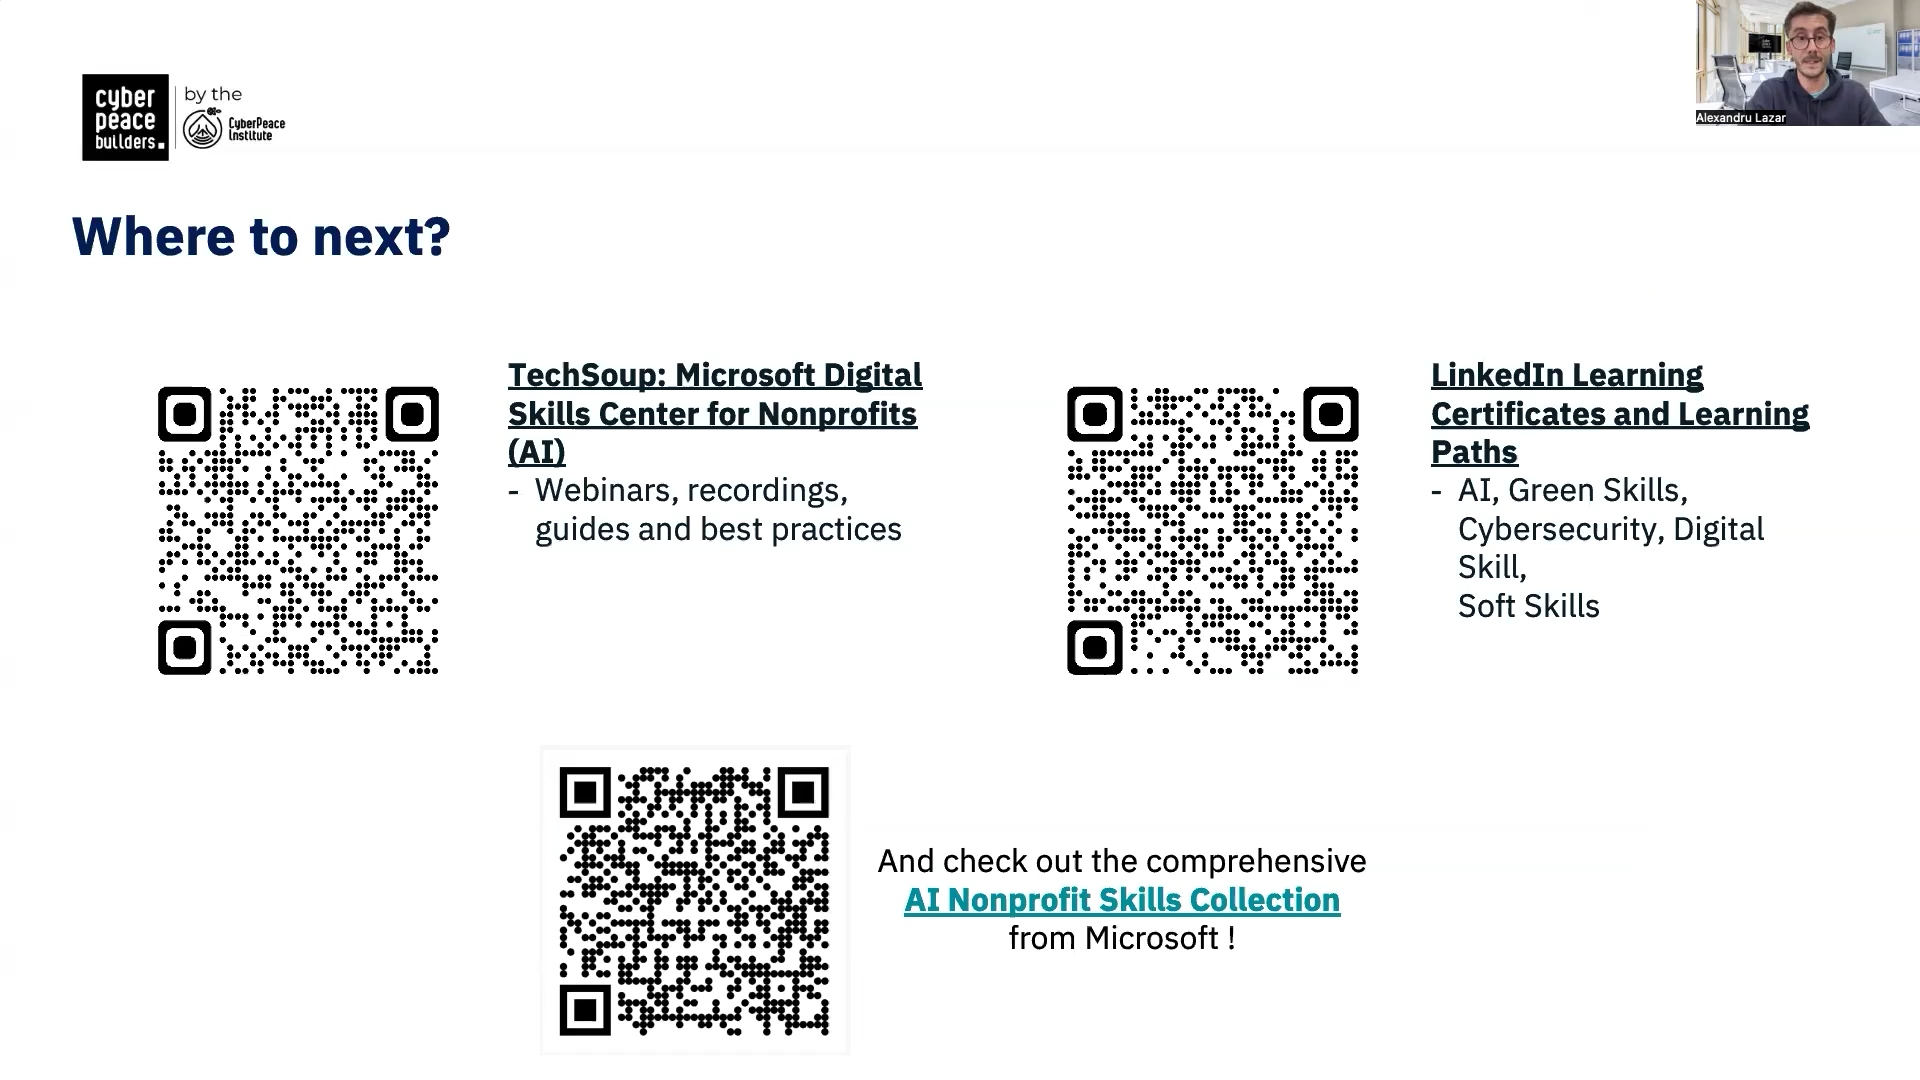 cyber
peace
builders.
by the
CyberPeace
Institute
Alexandru Lazar
Where to next?
TechSoup: Microsoft Digital
Skills Center for Nonprofits
(AI)
- Webinars, recordings,
guides and best practices
LinkedIn Learning
Certificates and Learning
Paths
- AI, Green Skills,
Cybersecurity, Digital
Skill,
Soft Skills
And check out the comprehensive
AI Nonprofit Skills Collection
from Microsoft !